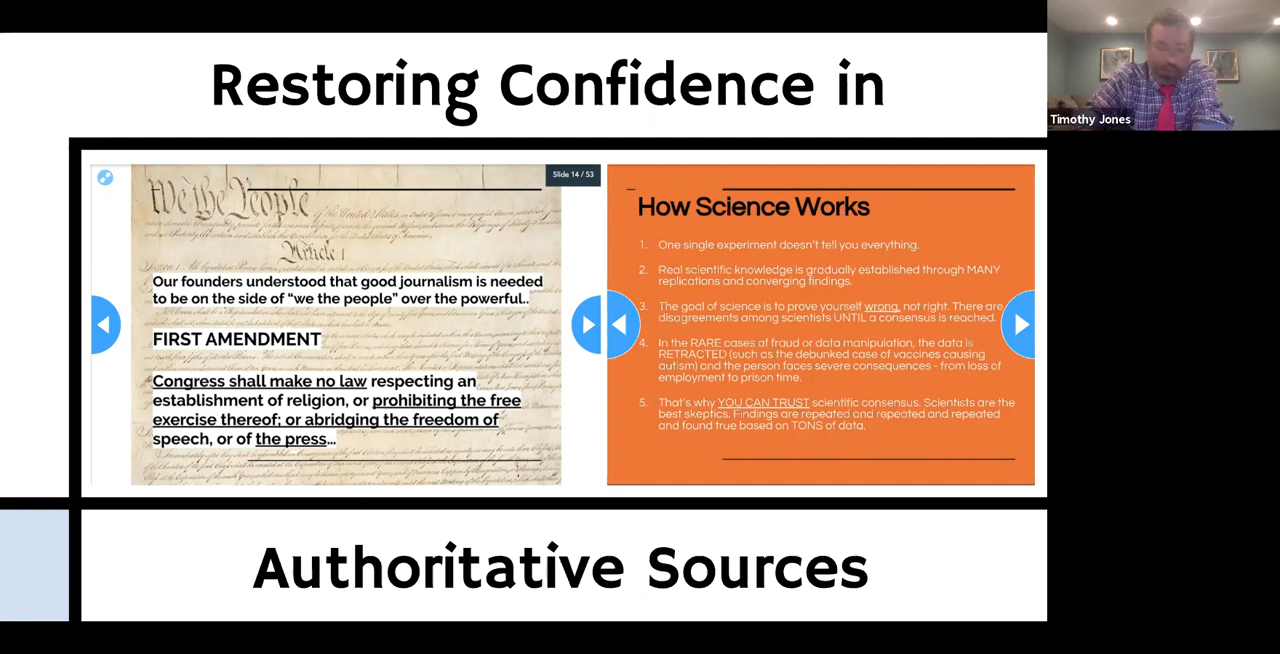 Restoring Confidence in
Timothy Jones
Slide 14 / 53
We the People
Article 1
Our founders understood that good journalism is needed
to be on the side of “we the people” over the powerful..
FIRST AMENDMENT
Congress shall make no law respecting an
establishment of religion, or prohibiting the free
exercise thereof; or abridging the freedom of
speech, or of the press...
How Science Works
1. One single experiment doesn't tell you everything.
2. Real scientific knowledge is gradually established through MANY
replications and converging findings.
3. The goal of science is to prove yourself wrong, not right. There are
disagreements among scientists UNTIL a consensus is reached.
4. In the RARE cases of fraud or data manipulation, the data is
RETRACTED (such as the debunked case of vaccines causing
autism) and the person faces severe consequences - from loss of
employment to prison time.
5. That's why YOU CAN TRUST scientific consensus. Scientists are the
best skeptics. Findings are repeated and repeated and repeated
and found true based on TONS of data.
Authoritative Sources